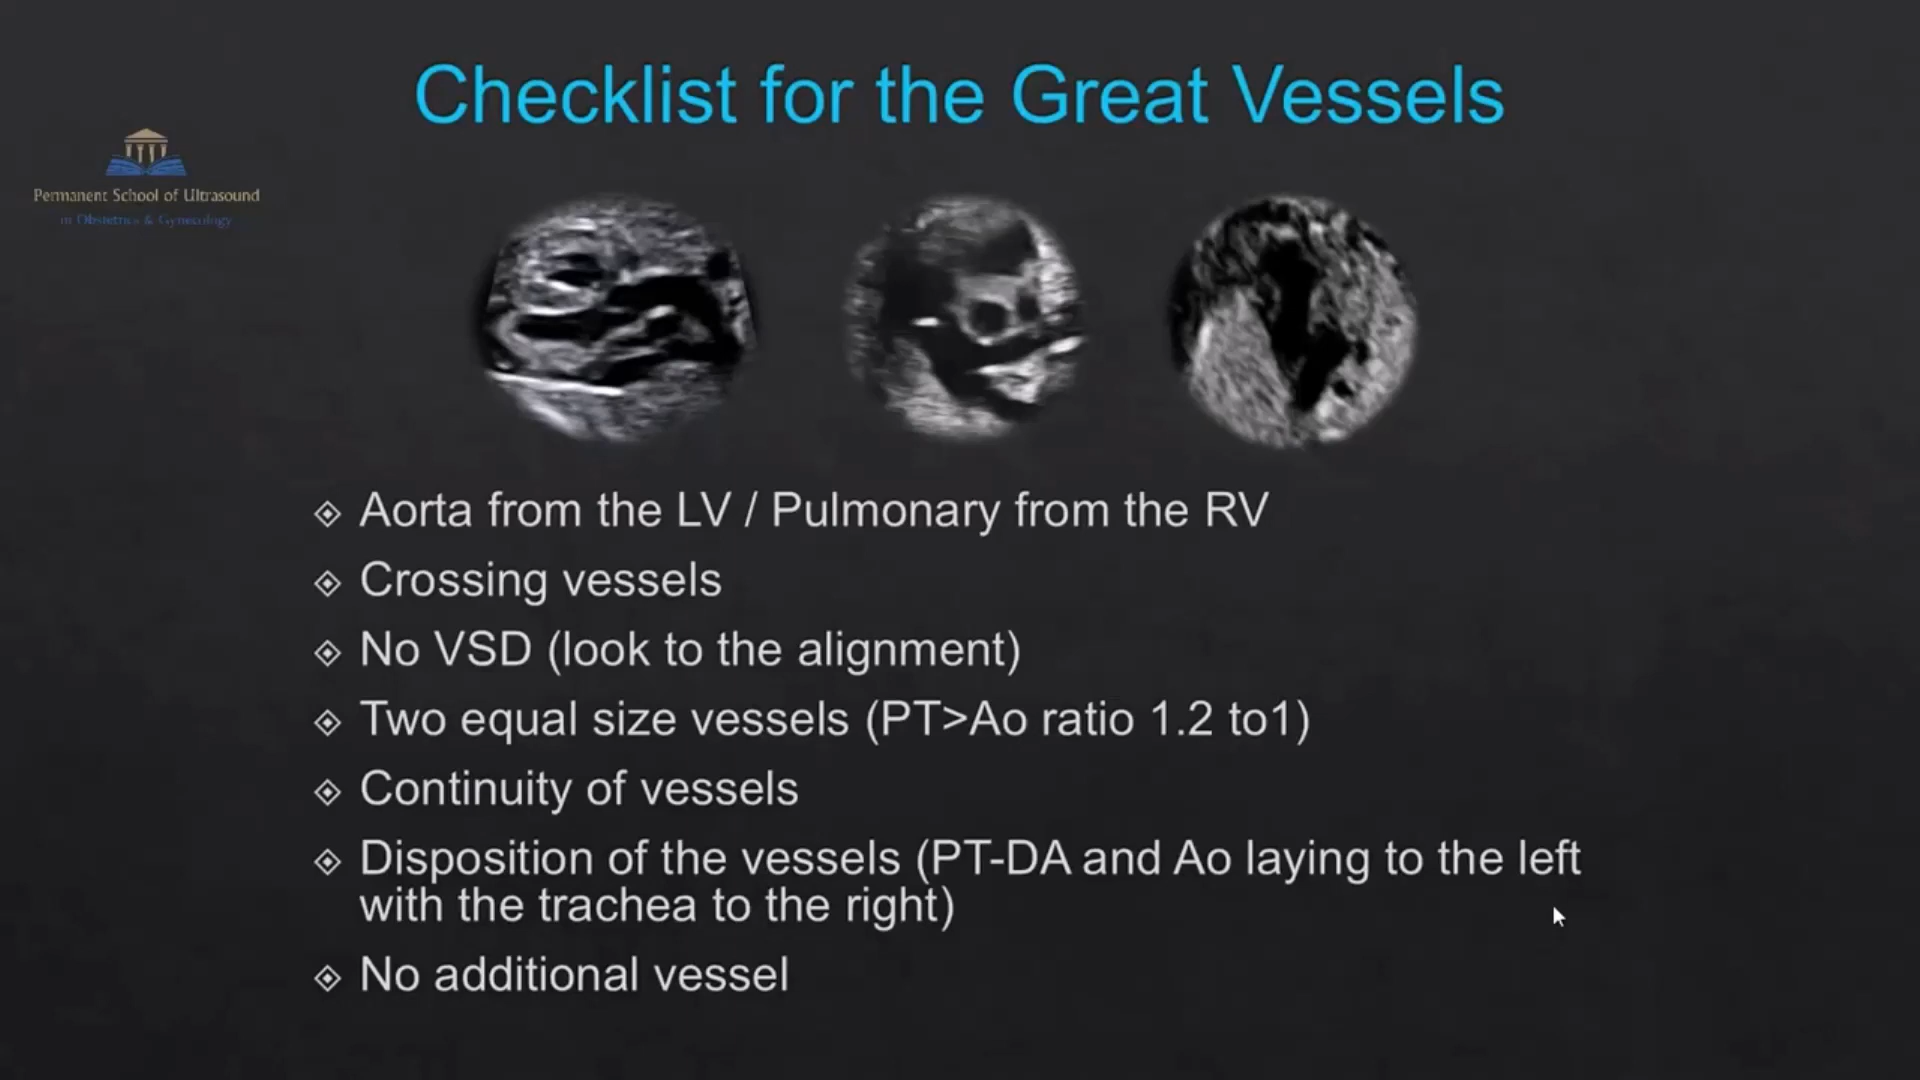 Checklist for the Great Vessels
Permanent School of Ultrasound
in Obstetrics & Gynecology
Aorta from the LV / Pulmonary from the RV
Crossing vessels
No VSD (look to the alignment)
Two equal size vessels (PT>Ao ratio 1.2 to1)
Continuity of vessels
Disposition of the vessels (PT-DA and Ao laying to the left
with the trachea to the right)
No additional vessel